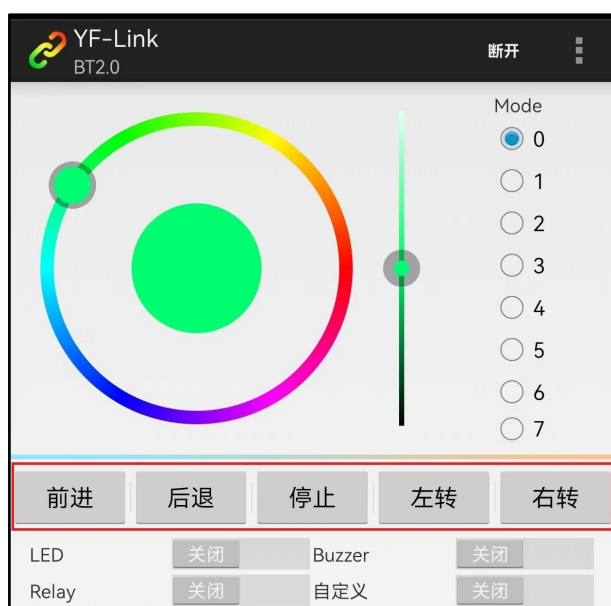 YF-Link
BT2.0
断开
Mode
0
1
2
3
4
5
6
7
前进 后退 停止 左转 右转
LED 关闭 Buzzer 关闭
Relay 关闭 自定义 关闭